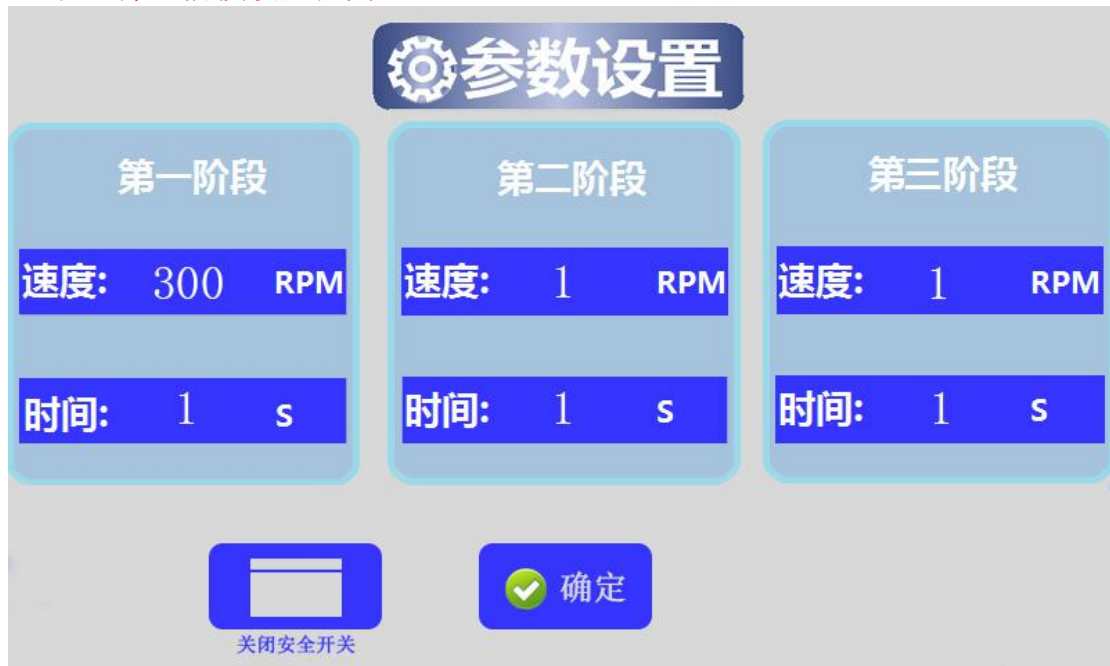 参数设置
第一阶段
速度: 300 RPM
时间: 1 S
第二阶段
速度: 1 RPM
时间: 1 S
第三阶段
速度: 1 RPM
时间: 1 S
关闭安全开关
确定